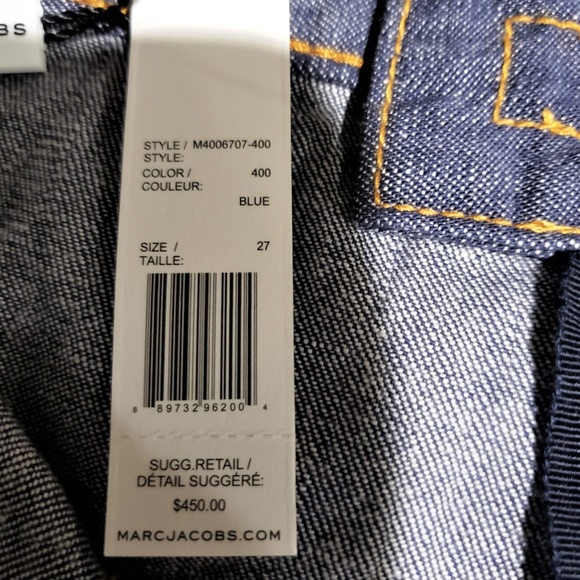 OBS
STYLE / M4006707-400
STYLE:
COLOR / 400
COULEUR:
BLUE
SIZE / 27
TAILLE:
8 89732 96200 4
SUGG.RETAIL /
DÉTAIL SUGGÉRÉ:
$450.00
MARCJACOBS.COM